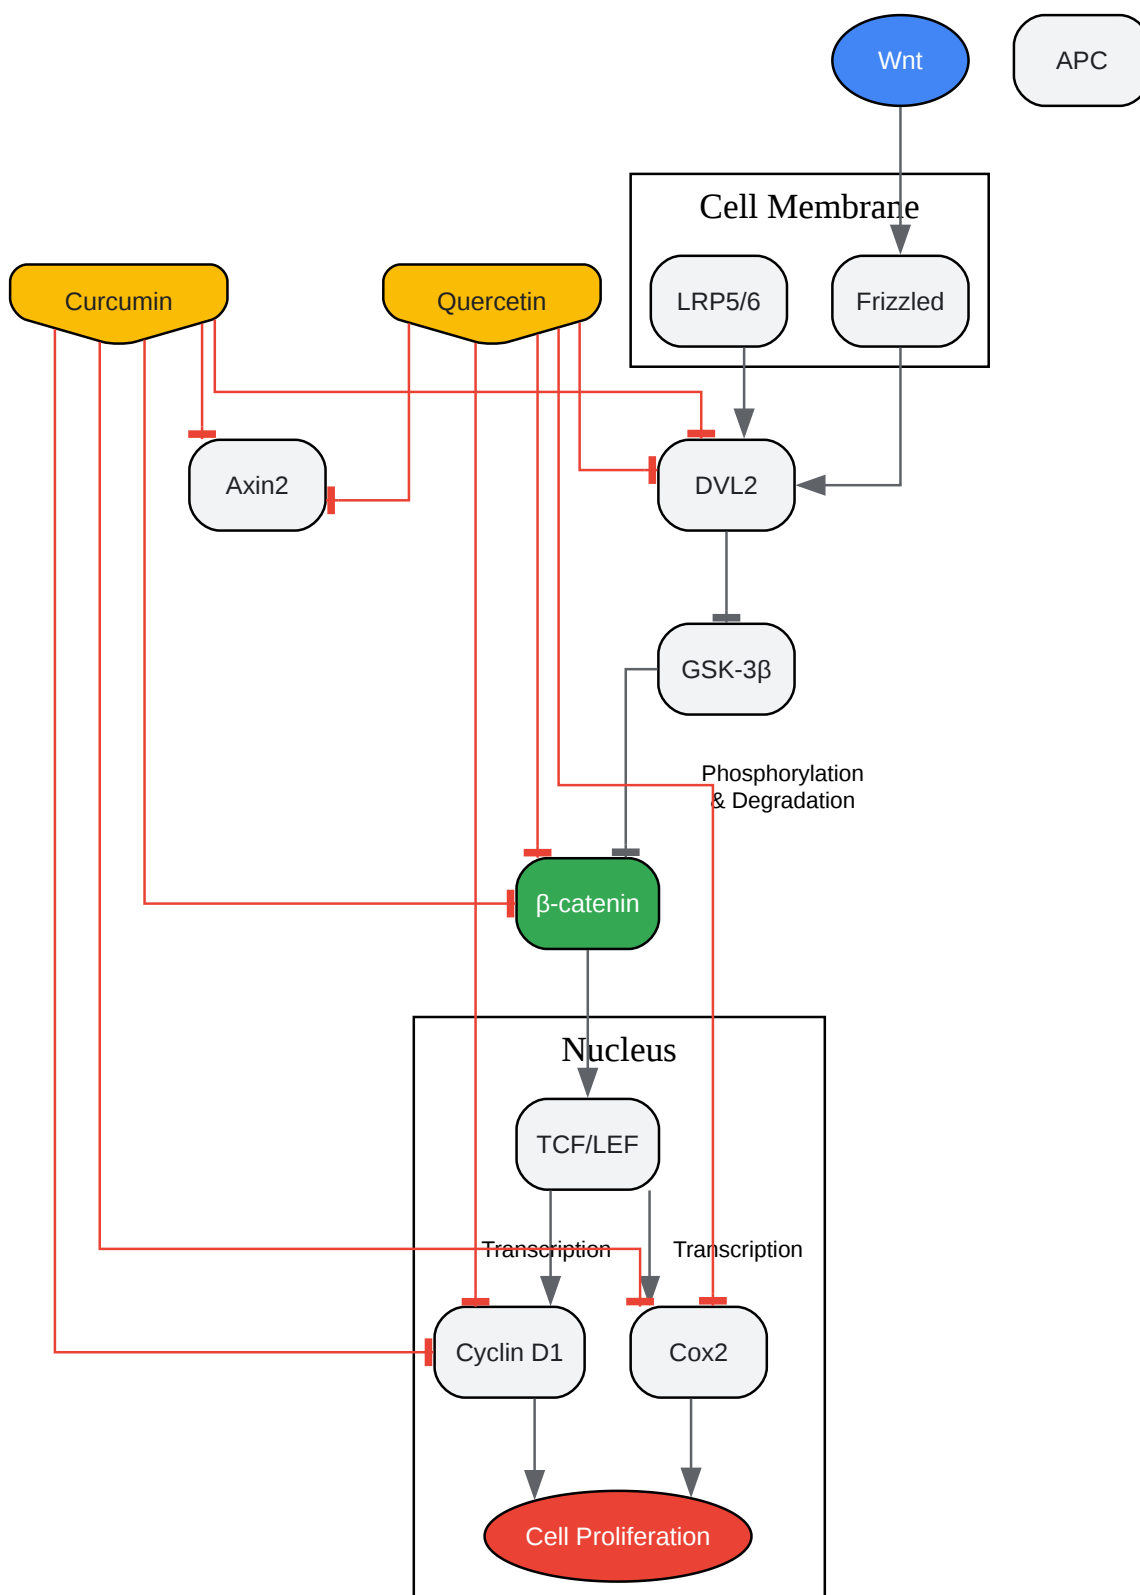 Wnt
APC
Cell Membrane
Curcumin
Quercetin
LRP5/6
Frizzled
Axin2
DVL2
GSK-3β
Phosphorylation
& Degradation
β-catenin
Nucleus
TCF/LEF
Transcription
Transcription
Cyclin D1
Cox2
Cell Proliferation